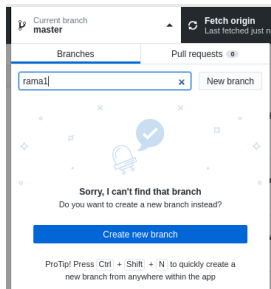 Current branch
master
Fetch origin
Last fetched just n
Branches
Pull requests 0
rama1
New branch
Sorry, I can't find that branch
Do you want to create a new branch instead?
Create new branch
ProTip! Press Ctrl + Shift + N to quickly create a
new branch from anywhere within the app